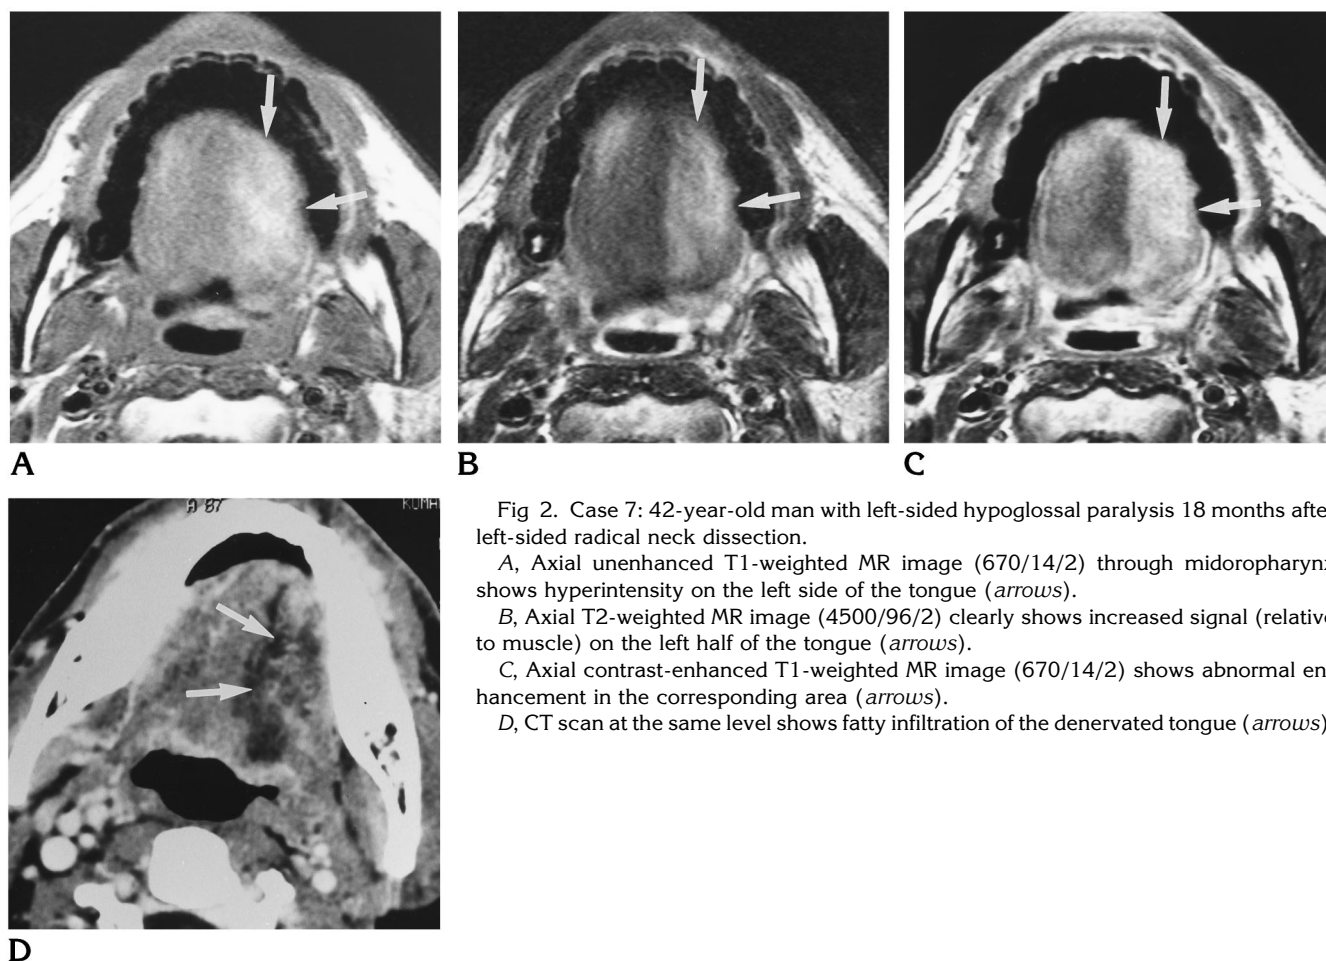 A
B
C
A 87
KUMA
D
Fig 2. Case 7: 42-year-old man with left-sided hypoglossal paralysis 18 months afte
left-sided radical neck dissection.
A, Axial unenhanced T1-weighted MR image (670/14/2) through midoropharyn
shows hyperintensity on the left side of the tongue (arrows).
B, Axial T2-weighted MR image (4500/96/2) clearly shows increased signal (relative
to muscle) on the left half of the tongue (arrows).
C, Axial contrast-enhanced T1-weighted MR image (670/14/2) shows abnormal en-
hancement in the corresponding area (arrows).
D, CT scan at the same level shows fatty infiltration of the denervated tongue (arrows)